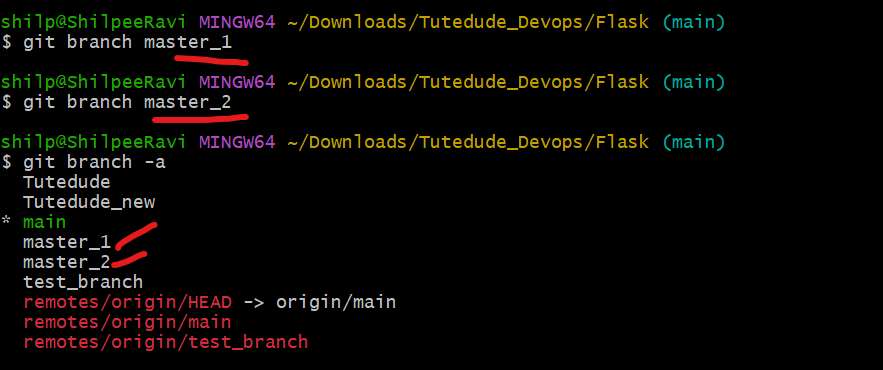 shilp@ShilpeeRavi MINGW64 ~/Downloads/Tutedude_Devops/Flask (main)
$ git branch master_1
shilp@ShilpeeRavi MINGW64 ~/Downloads/Tutedude_Devops/Flask (main)
$ git branch master_2
shilp@ShilpeeRavi MINGW64 ~/Downloads/Tutedude_Devops/Flask (main)
$ git branch -a
  Tutedude
  Tutedude_new
* main
  master_1
  master_2
  test_branch
  remotes/origin/HEAD -> origin/main
  remotes/origin/main
  remotes/origin/test_branch